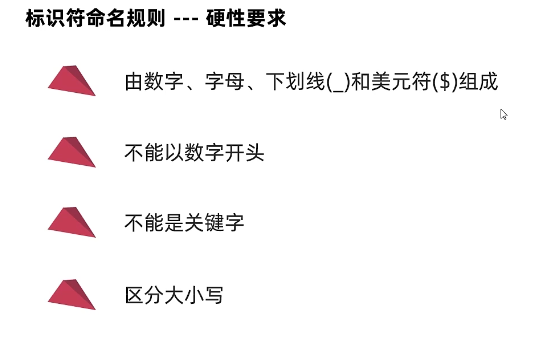 标识符命名规则 --- 硬性要求
由数字、字母、下划线(_)和美元符($)组成
不能以数字开头
不能是关键字
区分大小写